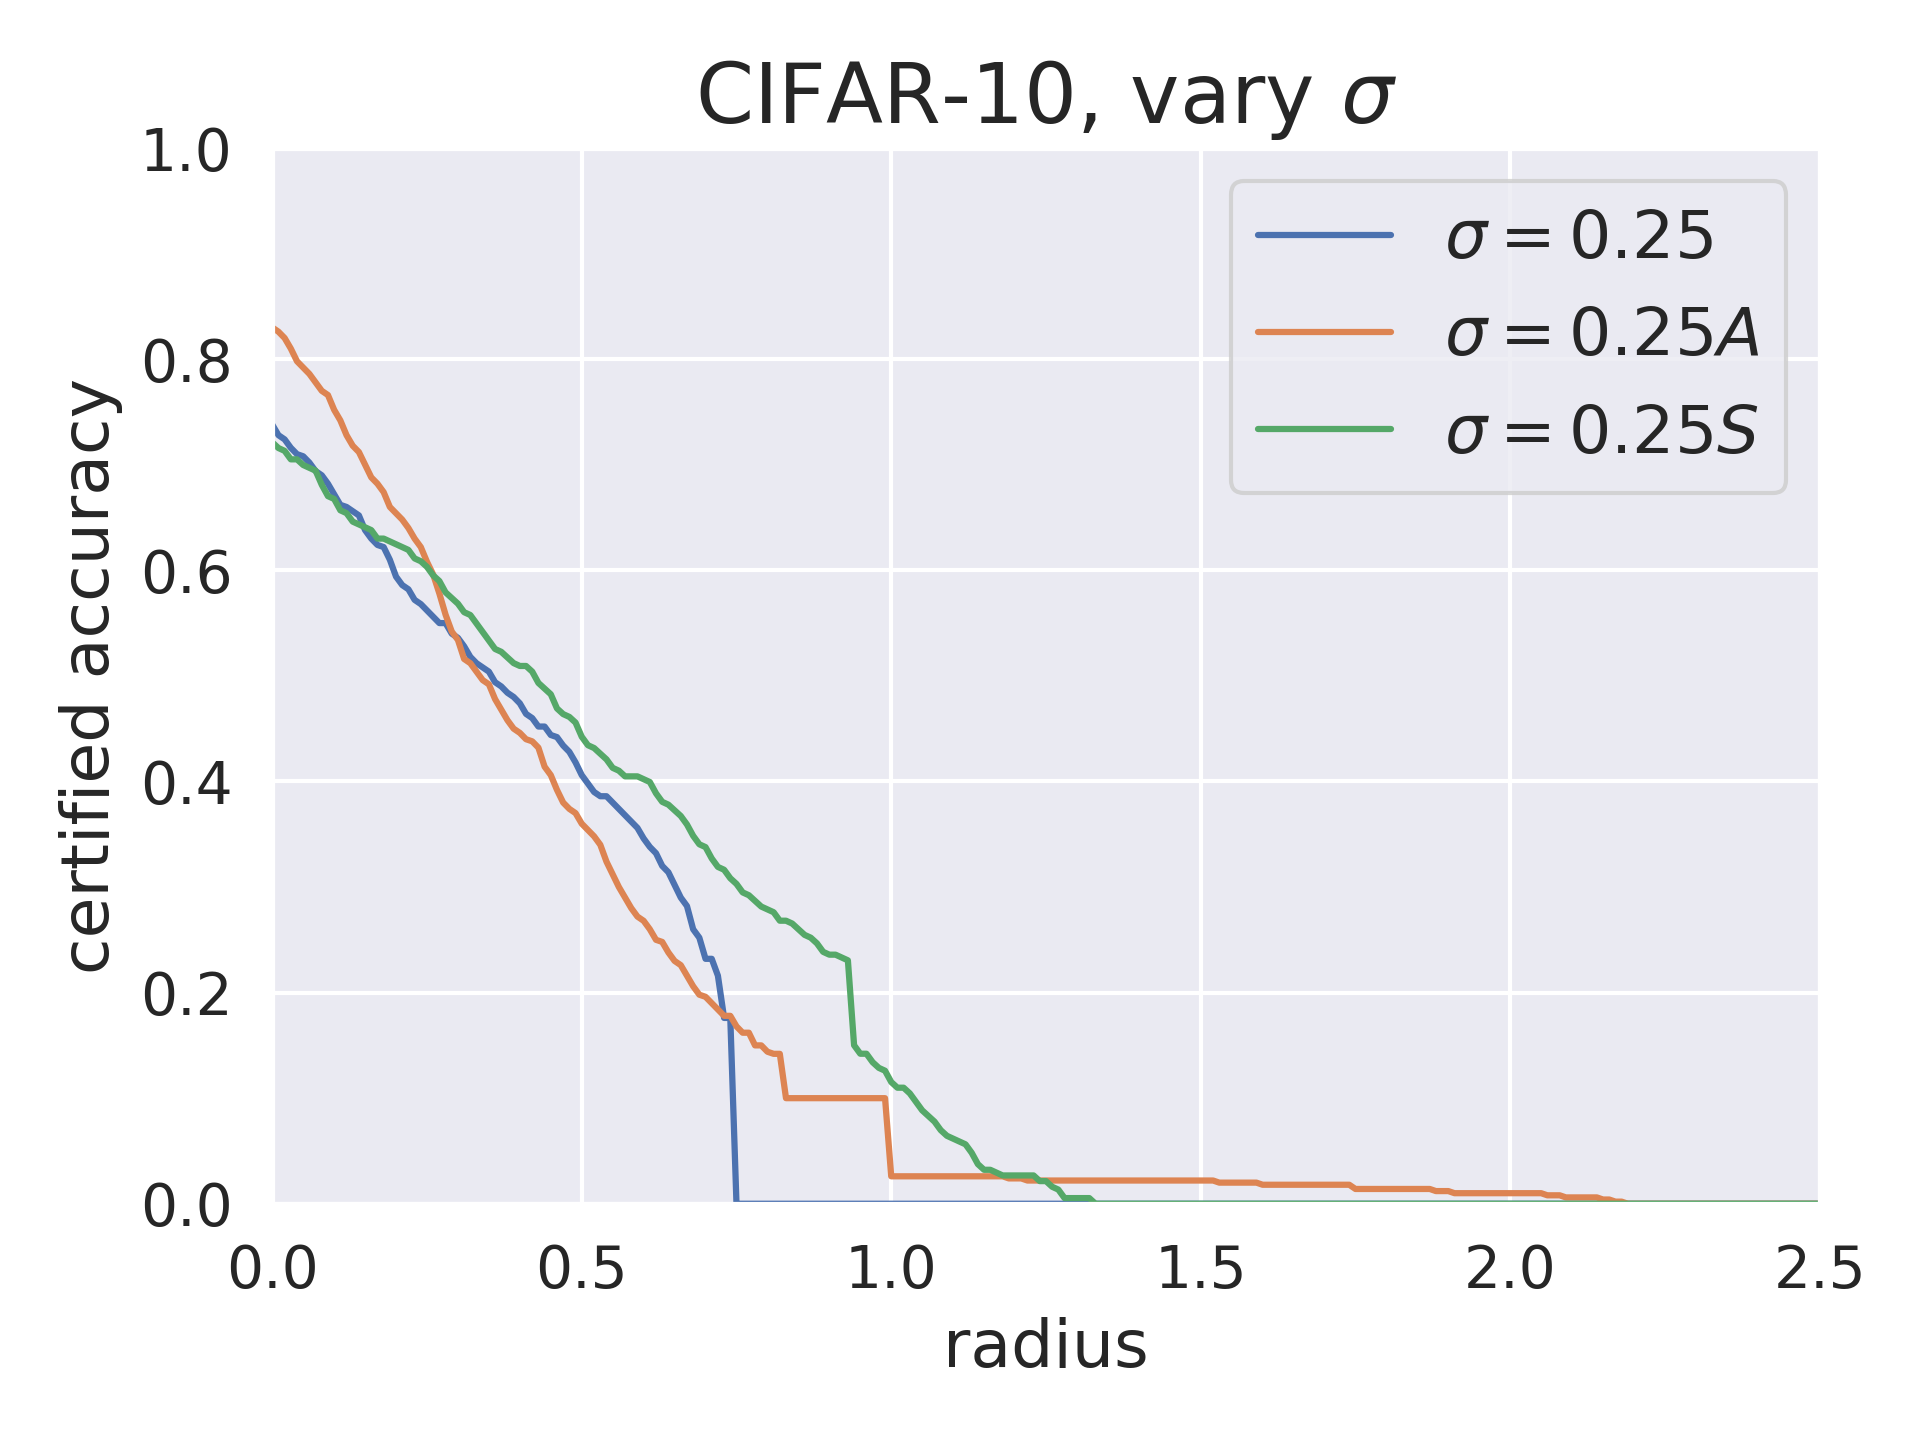 CIFAR-10, vary σ
1.0
0.8
0.6
0.4
0.2
0.0
certified accuracy
σ = 0.25
σ = 0.25A
σ = 0.25S
0.0 0.5 1.0 1.5 2.0 2.5
radius